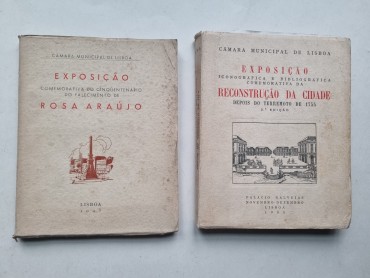 CÂMARA MUNICIPAL DE LISBOA
EXPOSIÇÃO
COMEMORATIVA DO CINQUENTENÁRIO
DO FALECIMENTO DE
ROSA ARAÚJO
LISBOA
CÂMARA MUNICIPAL DE LISBOA
EXPOSIÇÃO
ICONOGRÁFICA E BIBLIOGRÁFICA
COMEMORATIVA DA
RECONSTRUÇÃO DA CIDADE
DEPOIS DO TERREMOTO DE 1755
2.ª EDIÇÃO
PALÁCIO GALVEIAS
LISBOA